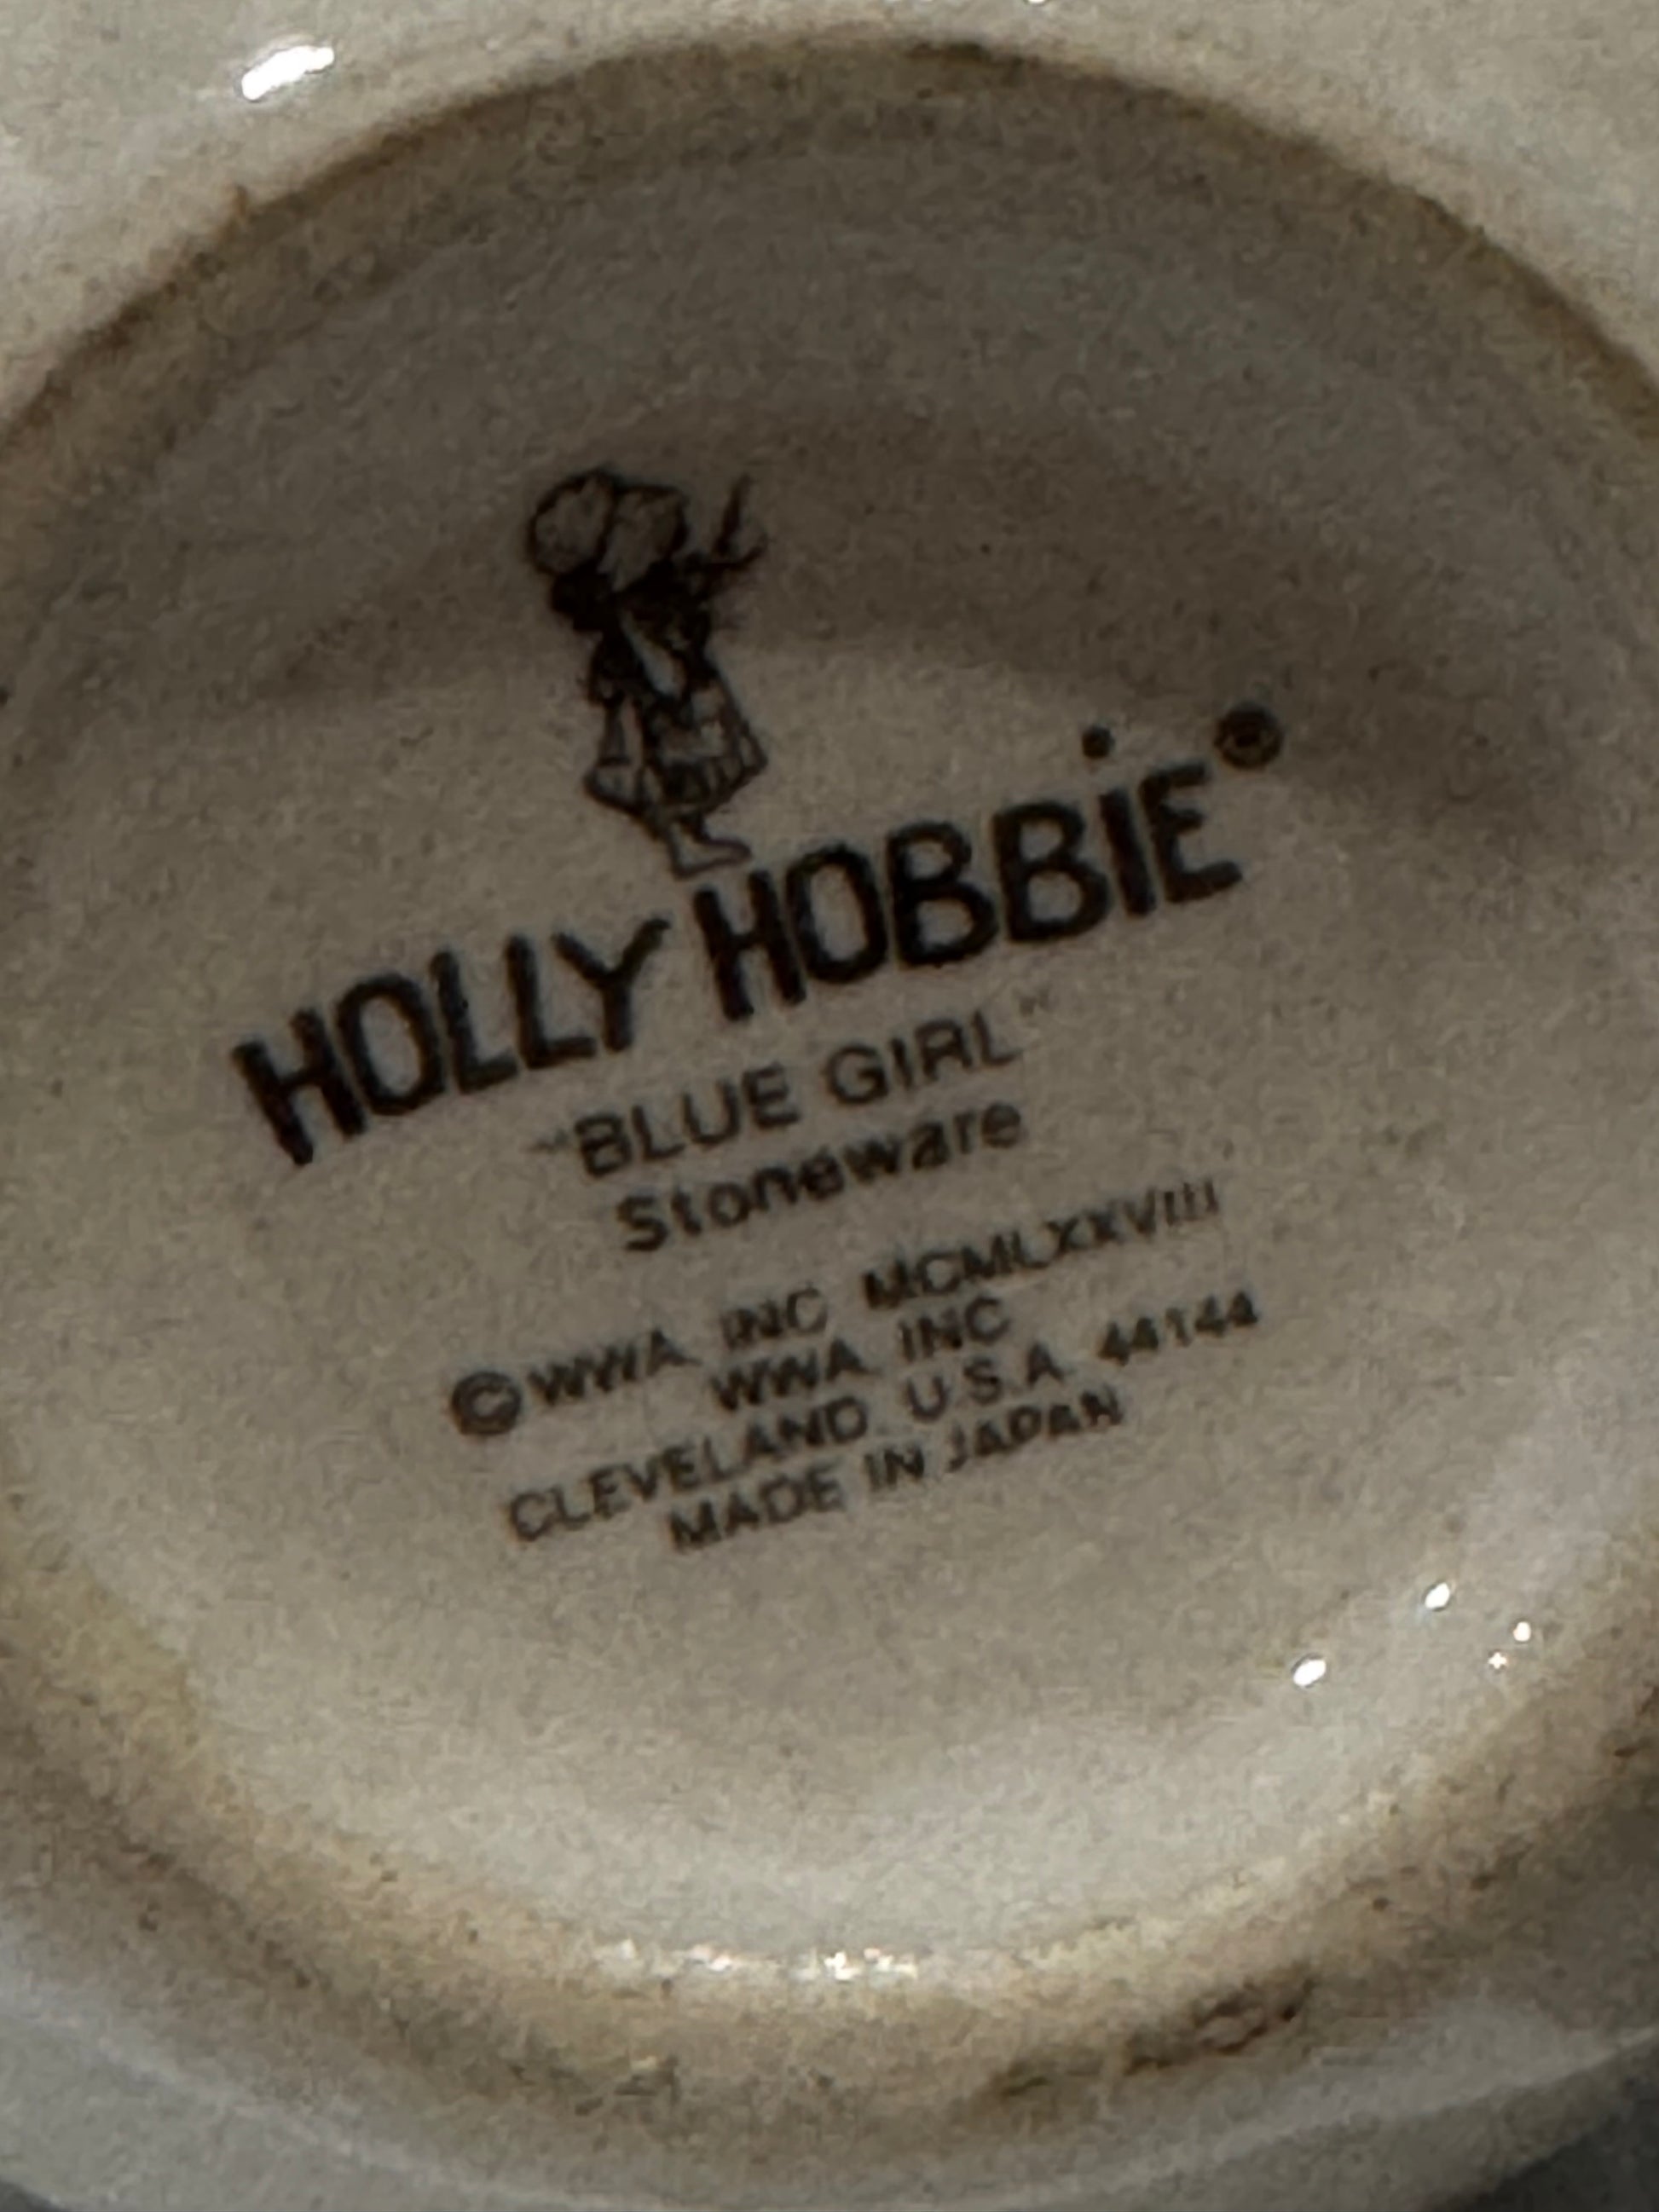 HOLLY HOBBIE®
"BLUE GIRL"
Stoneware
© WWA, INC MCMLXXVIII
WWA, INC
CLEVELAND, U.S.A. 44144
MADE IN JAPAN